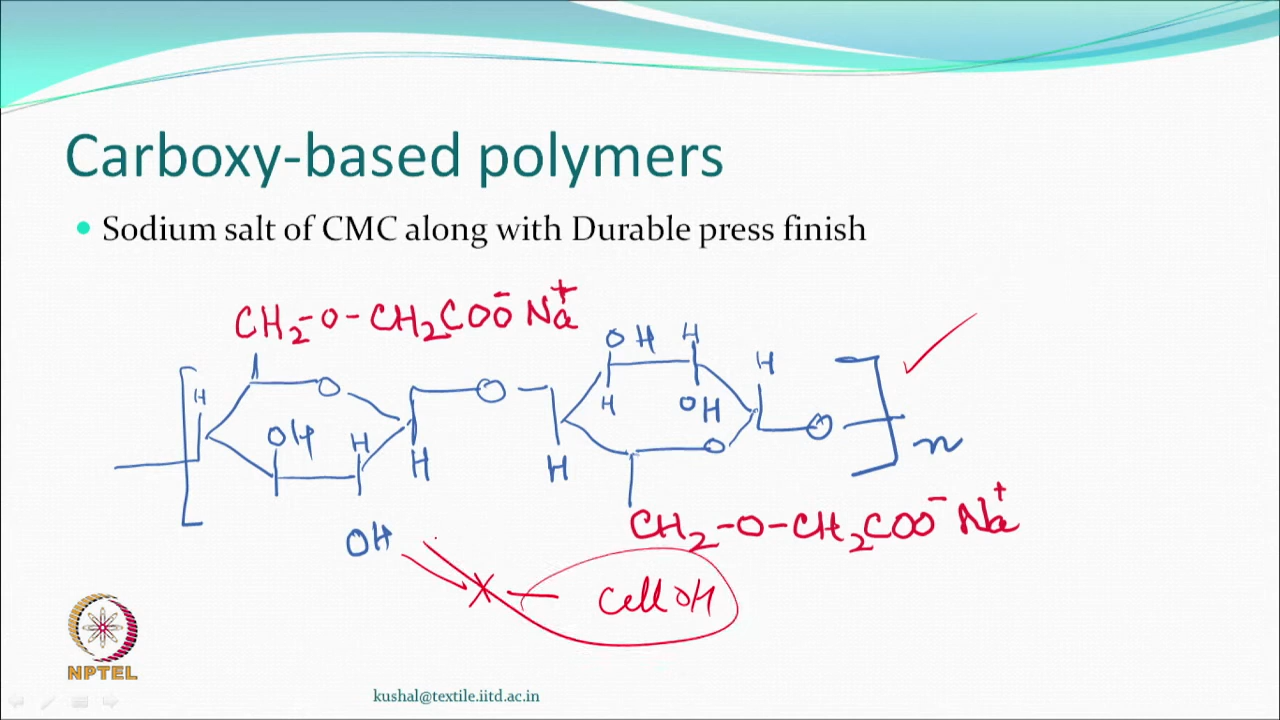 Carboxy-based polymers
Sodium salt of CMC along with Durable press finish
CH₂-O-CH₂COO⁻Na⁺
OH H
H O O H
OH H H OH O
H H O n
OH CH₂-O-CH₂COO⁻Na⁺
X Cell OH
NPTEL
kushal@textile.iitd.ac.in